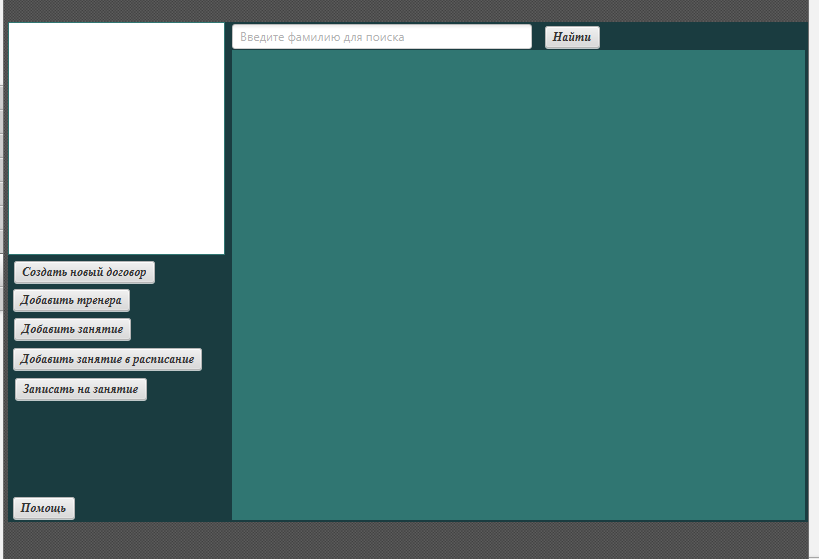 Введите фамилию для поиска
Найти
Создать новый договор
Добавить тренера
Добавить занятие
Добавить занятие в расписание
Записать на занятие
Помощь